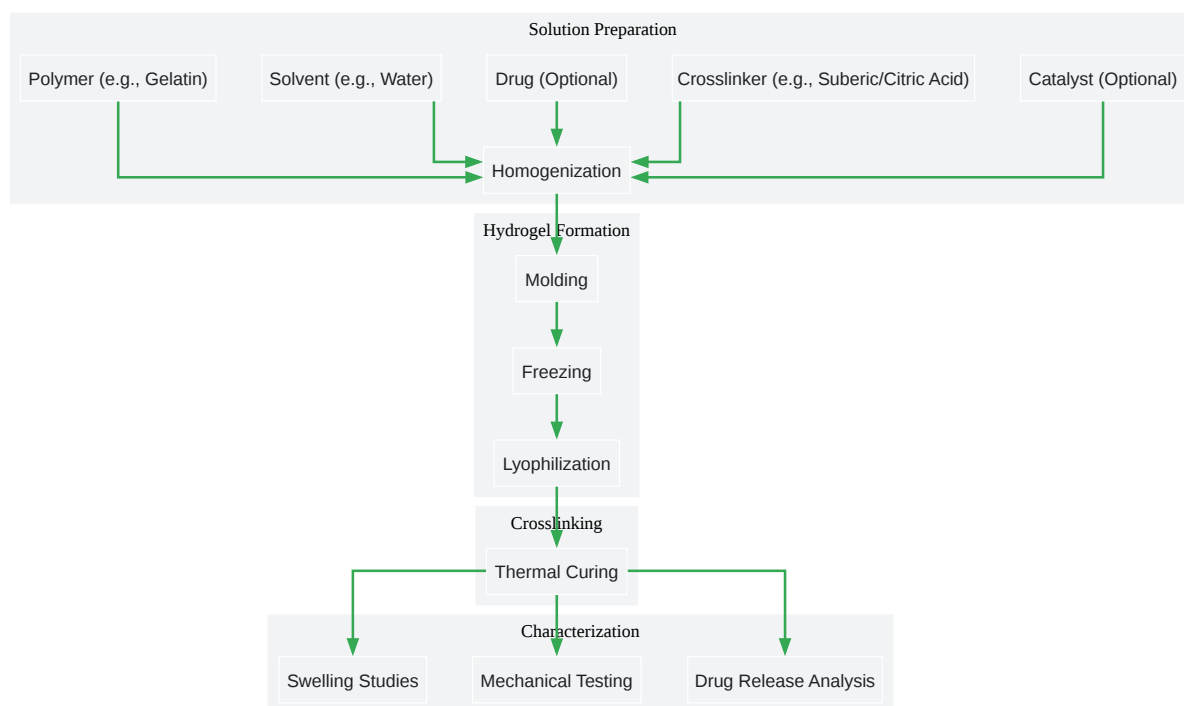 Solution Preparation
Polymer (e.g., Gelatin)
Solvent (e.g., Water)
Drug (Optional)
Crosslinker (e.g., Suberic/Citric Acid)
Catalyst (Optional)
Homogenization
Hydrogel Formation
Molding
Freezing
Lyophilization
Crosslinking
Thermal Curing
Characterization
Swelling Studies
Mechanical Testing
Drug Release Analysis